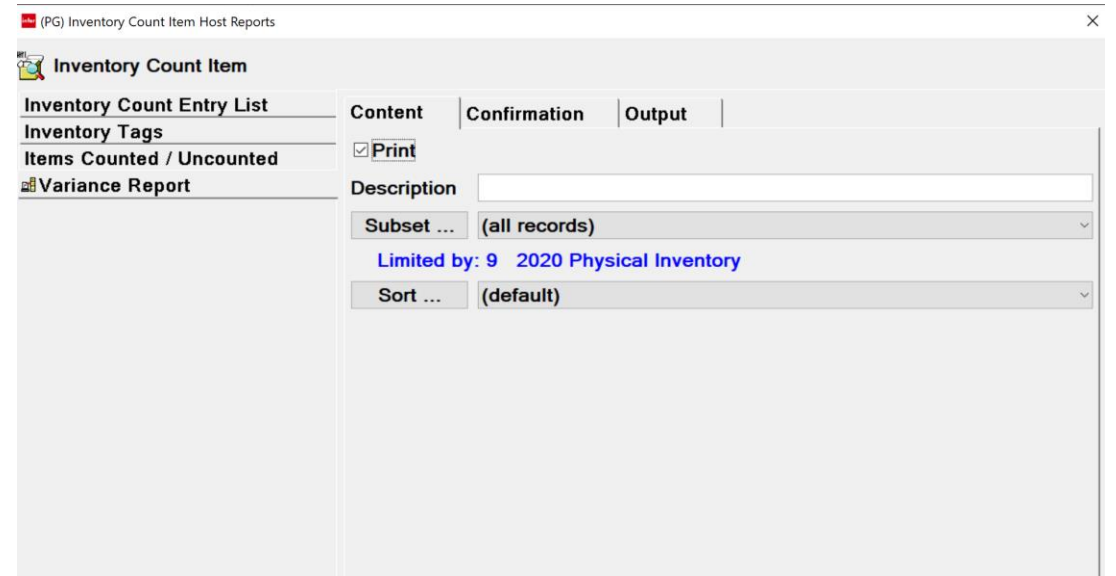 (PG) Inventory Count Item Host Reports
Inventory Count Item
Inventory Count Entry List
Inventory Tags
Items Counted / Uncounted
Variance Report
Content Confirmation Output
Print
Description
Subset ... (all records)
Limited by: 9 2020 Physical Inventory
Sort ... (default)